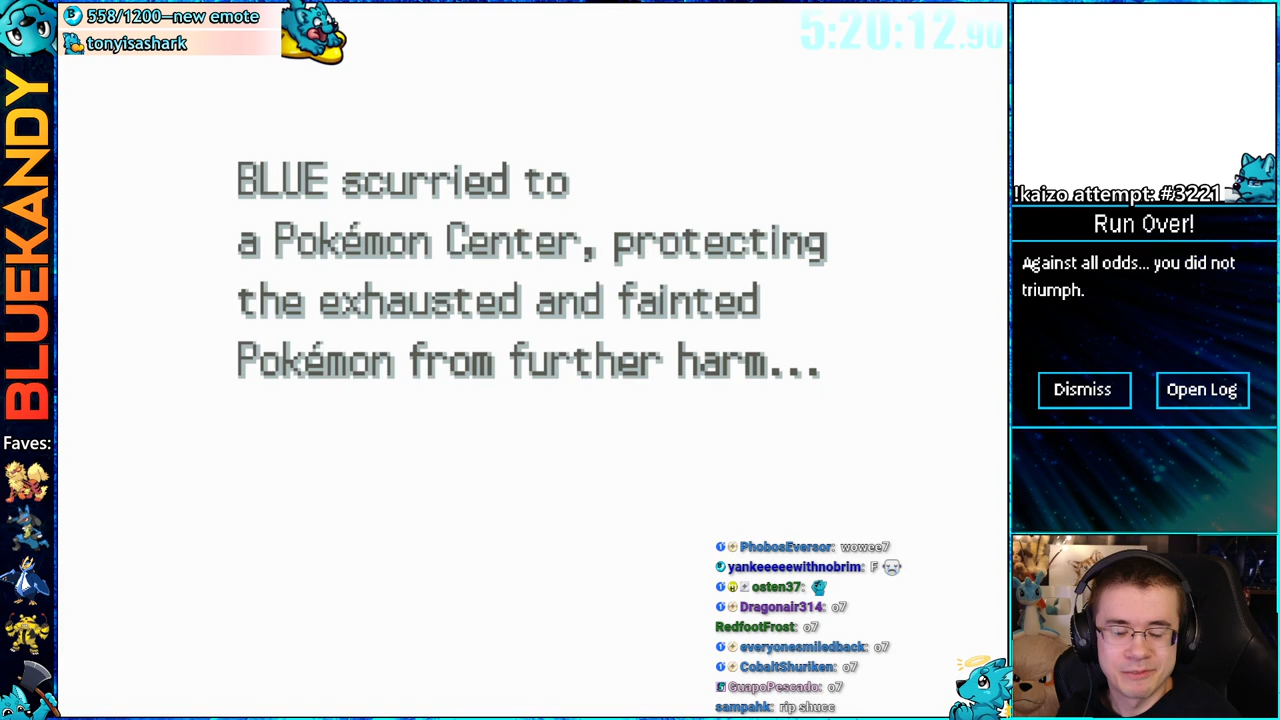 558/1200—new emote
tonyisashark
5:20:12.90
BLUEKANDY
BLUE scurried to
a Pokémon Center, protecting
the exhausted and fainted
Pokémon from further harm...
!kaizo attempt: #3221
Run Over!
Against all odds... you did not
triumph.
Dismiss
Open Log
Faves:
PhobosEversor: wowee7
yankeeeeewithnobrim: F
osten37:
Dragonair314: o7
RedfootFrost: o7
everyonesmiledback: o7
CobaltShuriken: o7
GuapoPescado: o7
sampahk: rip shucc